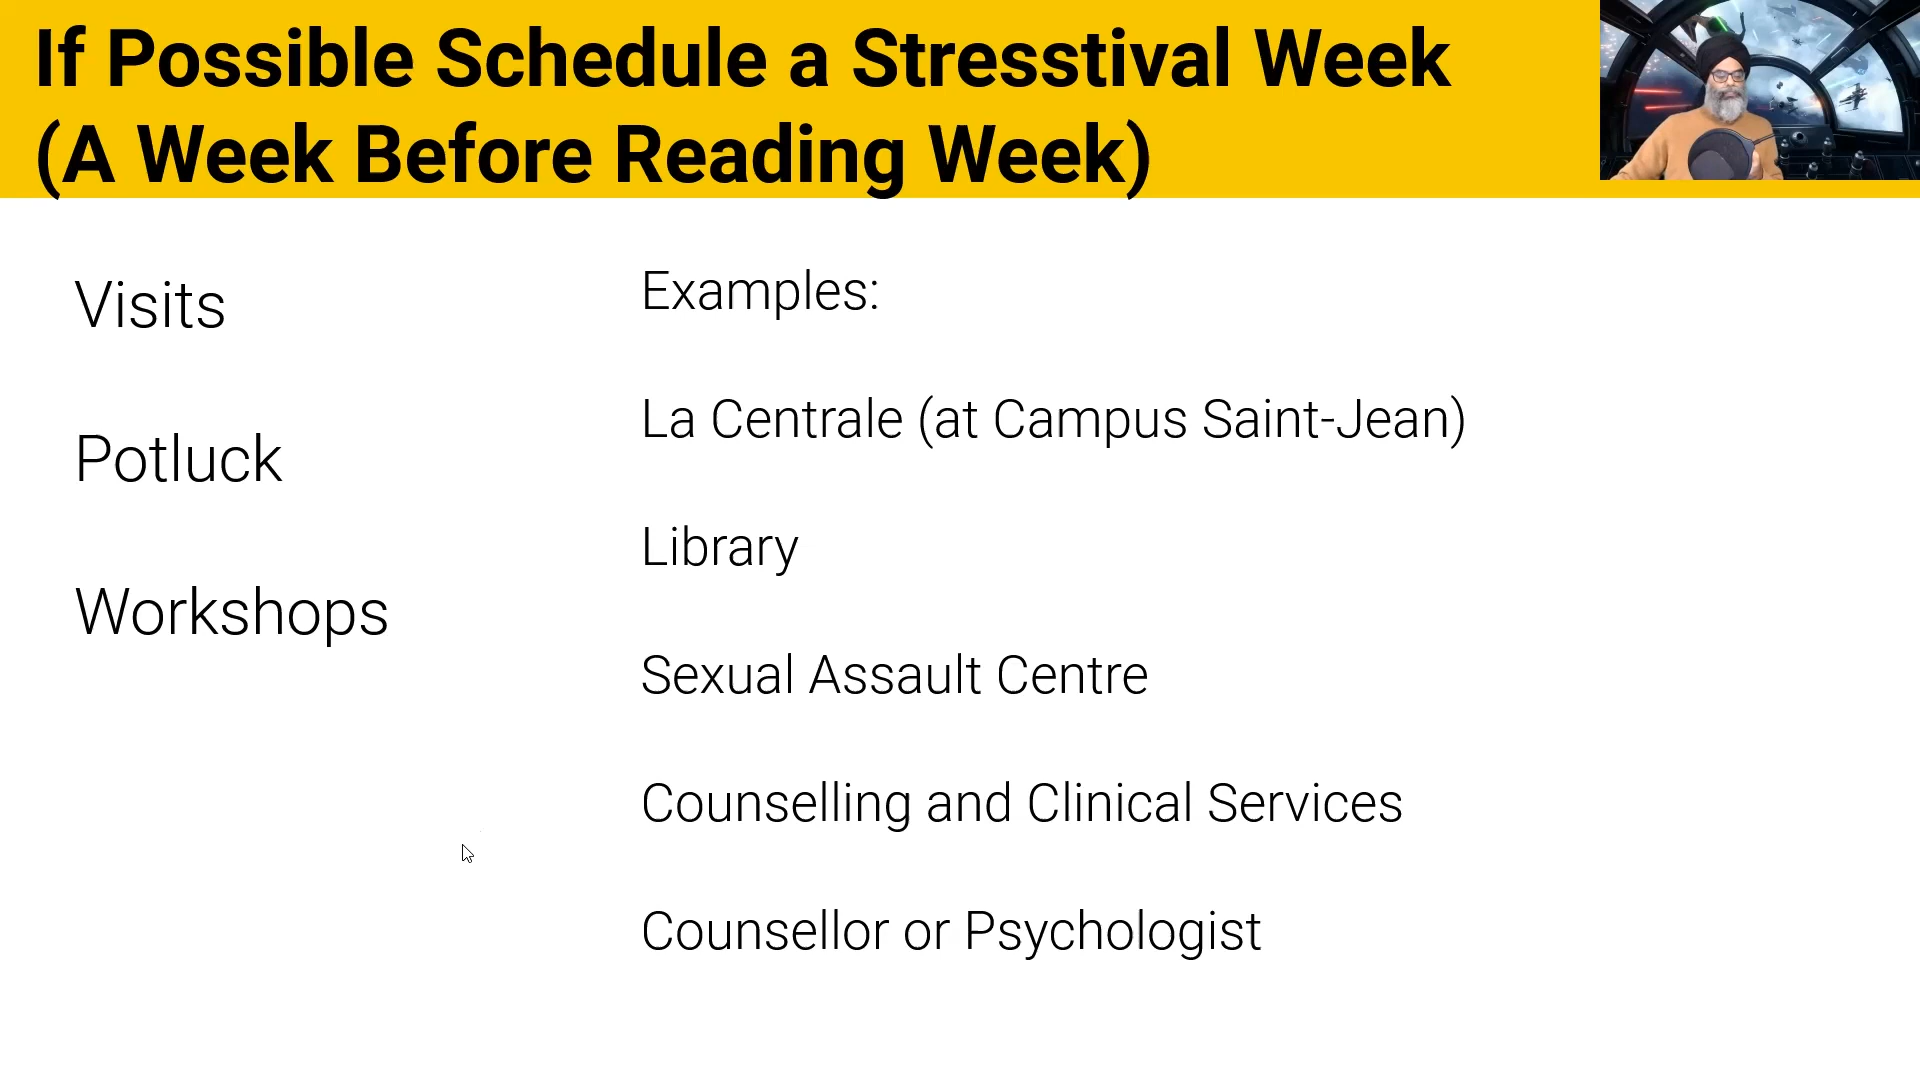 If Possible Schedule a Stresstival Week
(A Week Before Reading Week)
Visits
Potluck
Workshops
Examples:
La Centrale (at Campus Saint-Jean)
Library
Sexual Assault Centre
Counselling and Clinical Services
Counsellor or Psychologist